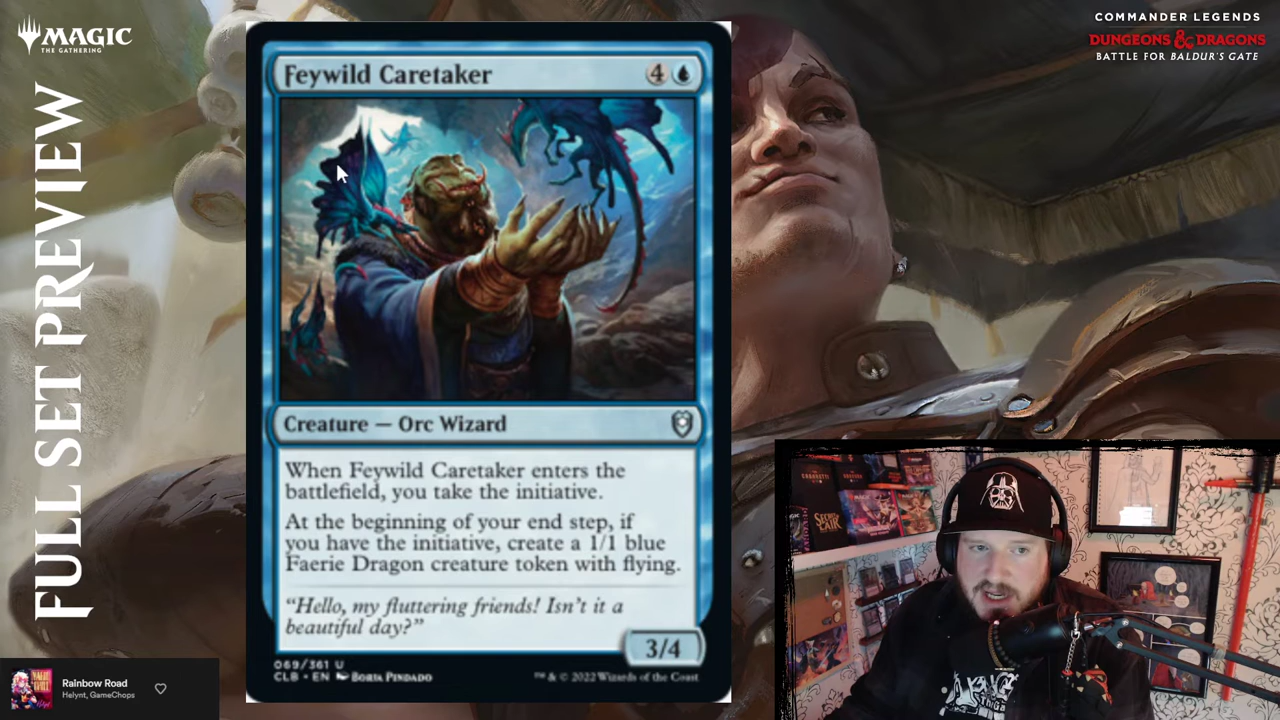 MAGIC
THE GATHERING
FULL SET PREVIEW
COMMANDER LEGENDS
DUNGEONS & DRAGONS
BATTLE FOR BALDUR'S GATE
Feywild Caretaker 4
Creature — Orc Wizard
When Feywild Caretaker enters the
battlefield, you take the initiative.
At the beginning of your end step, if
you have the initiative, create a 1/1 blue
Faerie Dragon creature token with flying.
"Hello, my fluttering friends! Isn't it a
beautiful day?"
3/4
069/361 U
CLB • EN Borja Pindado
™ & © 2022 Wizards of the Coast
Rainbow Road
Helynt, GameChops
SECRET
LAIR